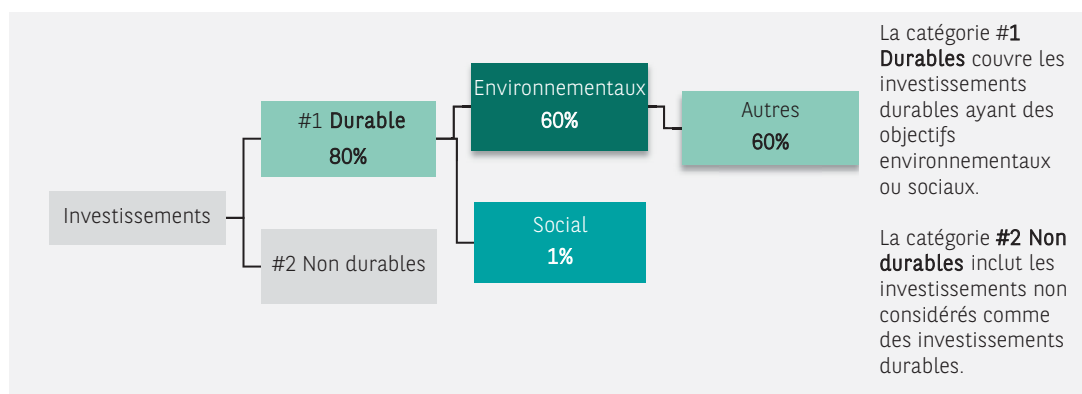 Investissements
#1 Durable
80%
#2 Non durables
Environnementaux
60%
Social
1%
Autres
60%
La catégorie #1
Durables couvre les
investissements
durables ayant des
objectifs
environnementaux
ou sociaux.
La catégorie #2 Non
durables inclut les
investissements non
considérés comme
des investissements
durables.